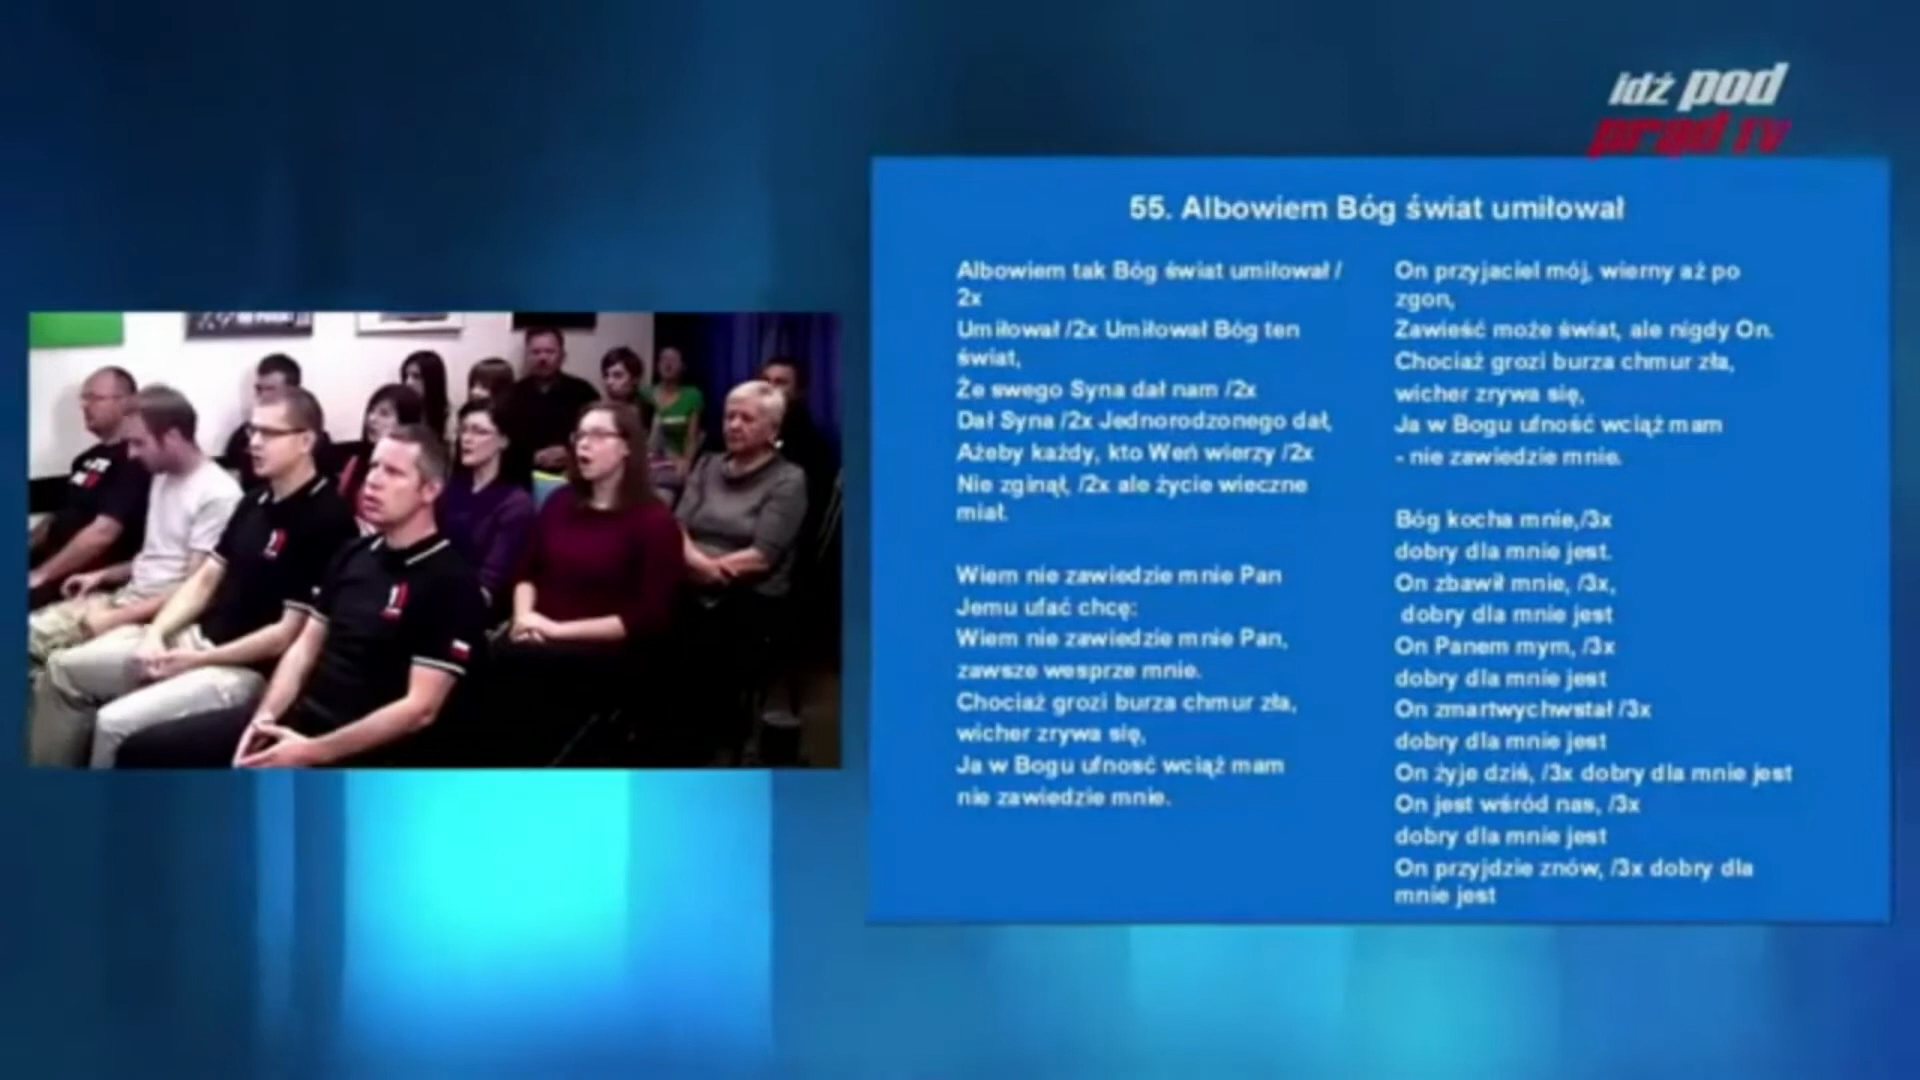 idź pod
prąd TV
55. Albowiem Bóg świat umiłował
Albowiem tak Bóg świat umiłował /
2x
Umiłował /2x Umiłował Bóg ten
świat,
Że swego Syna dał nam /2x
Dał Syna /2x Jednorodzonego dał,
Ażeby każdy, kto Weń wierzy /2x
Nie zginął, /2x ale życie wieczne
miał.
Wiem nie zawiedzie mnie Pan
Jemu ufać chcę:
Wiem nie zawiedzie mnie Pan,
zawsze wesprze mnie.
Chociaż grozi burza chmur zła,
wicher zrywa się,
Ja w Bogu ufnosć wciąż mam
nie zawiedzie mnie.
On przyjaciel mój, wierny aż po
zgon,
Zawieść może świat, ale nigdy On.
Chociaż grozi burza chmur zła,
wicher zrywa się,
Ja w Bogu ufność wciąż mam
- nie zawiedzie mnie.
Bóg kocha mnie,/3x
dobry dla mnie jest.
On zbawił mnie, /3x,
dobry dla mnie jest
On Panem mym, /3x
dobry dla mnie jest
On zmartwychwstał /3x
dobry dla mnie jest
On żyje dziś, /3x dobry dla mnie jest
On jest wśród nas, /3x
dobry dla mnie jest
On przyjdzie znów, /3x dobry dla
mnie jest